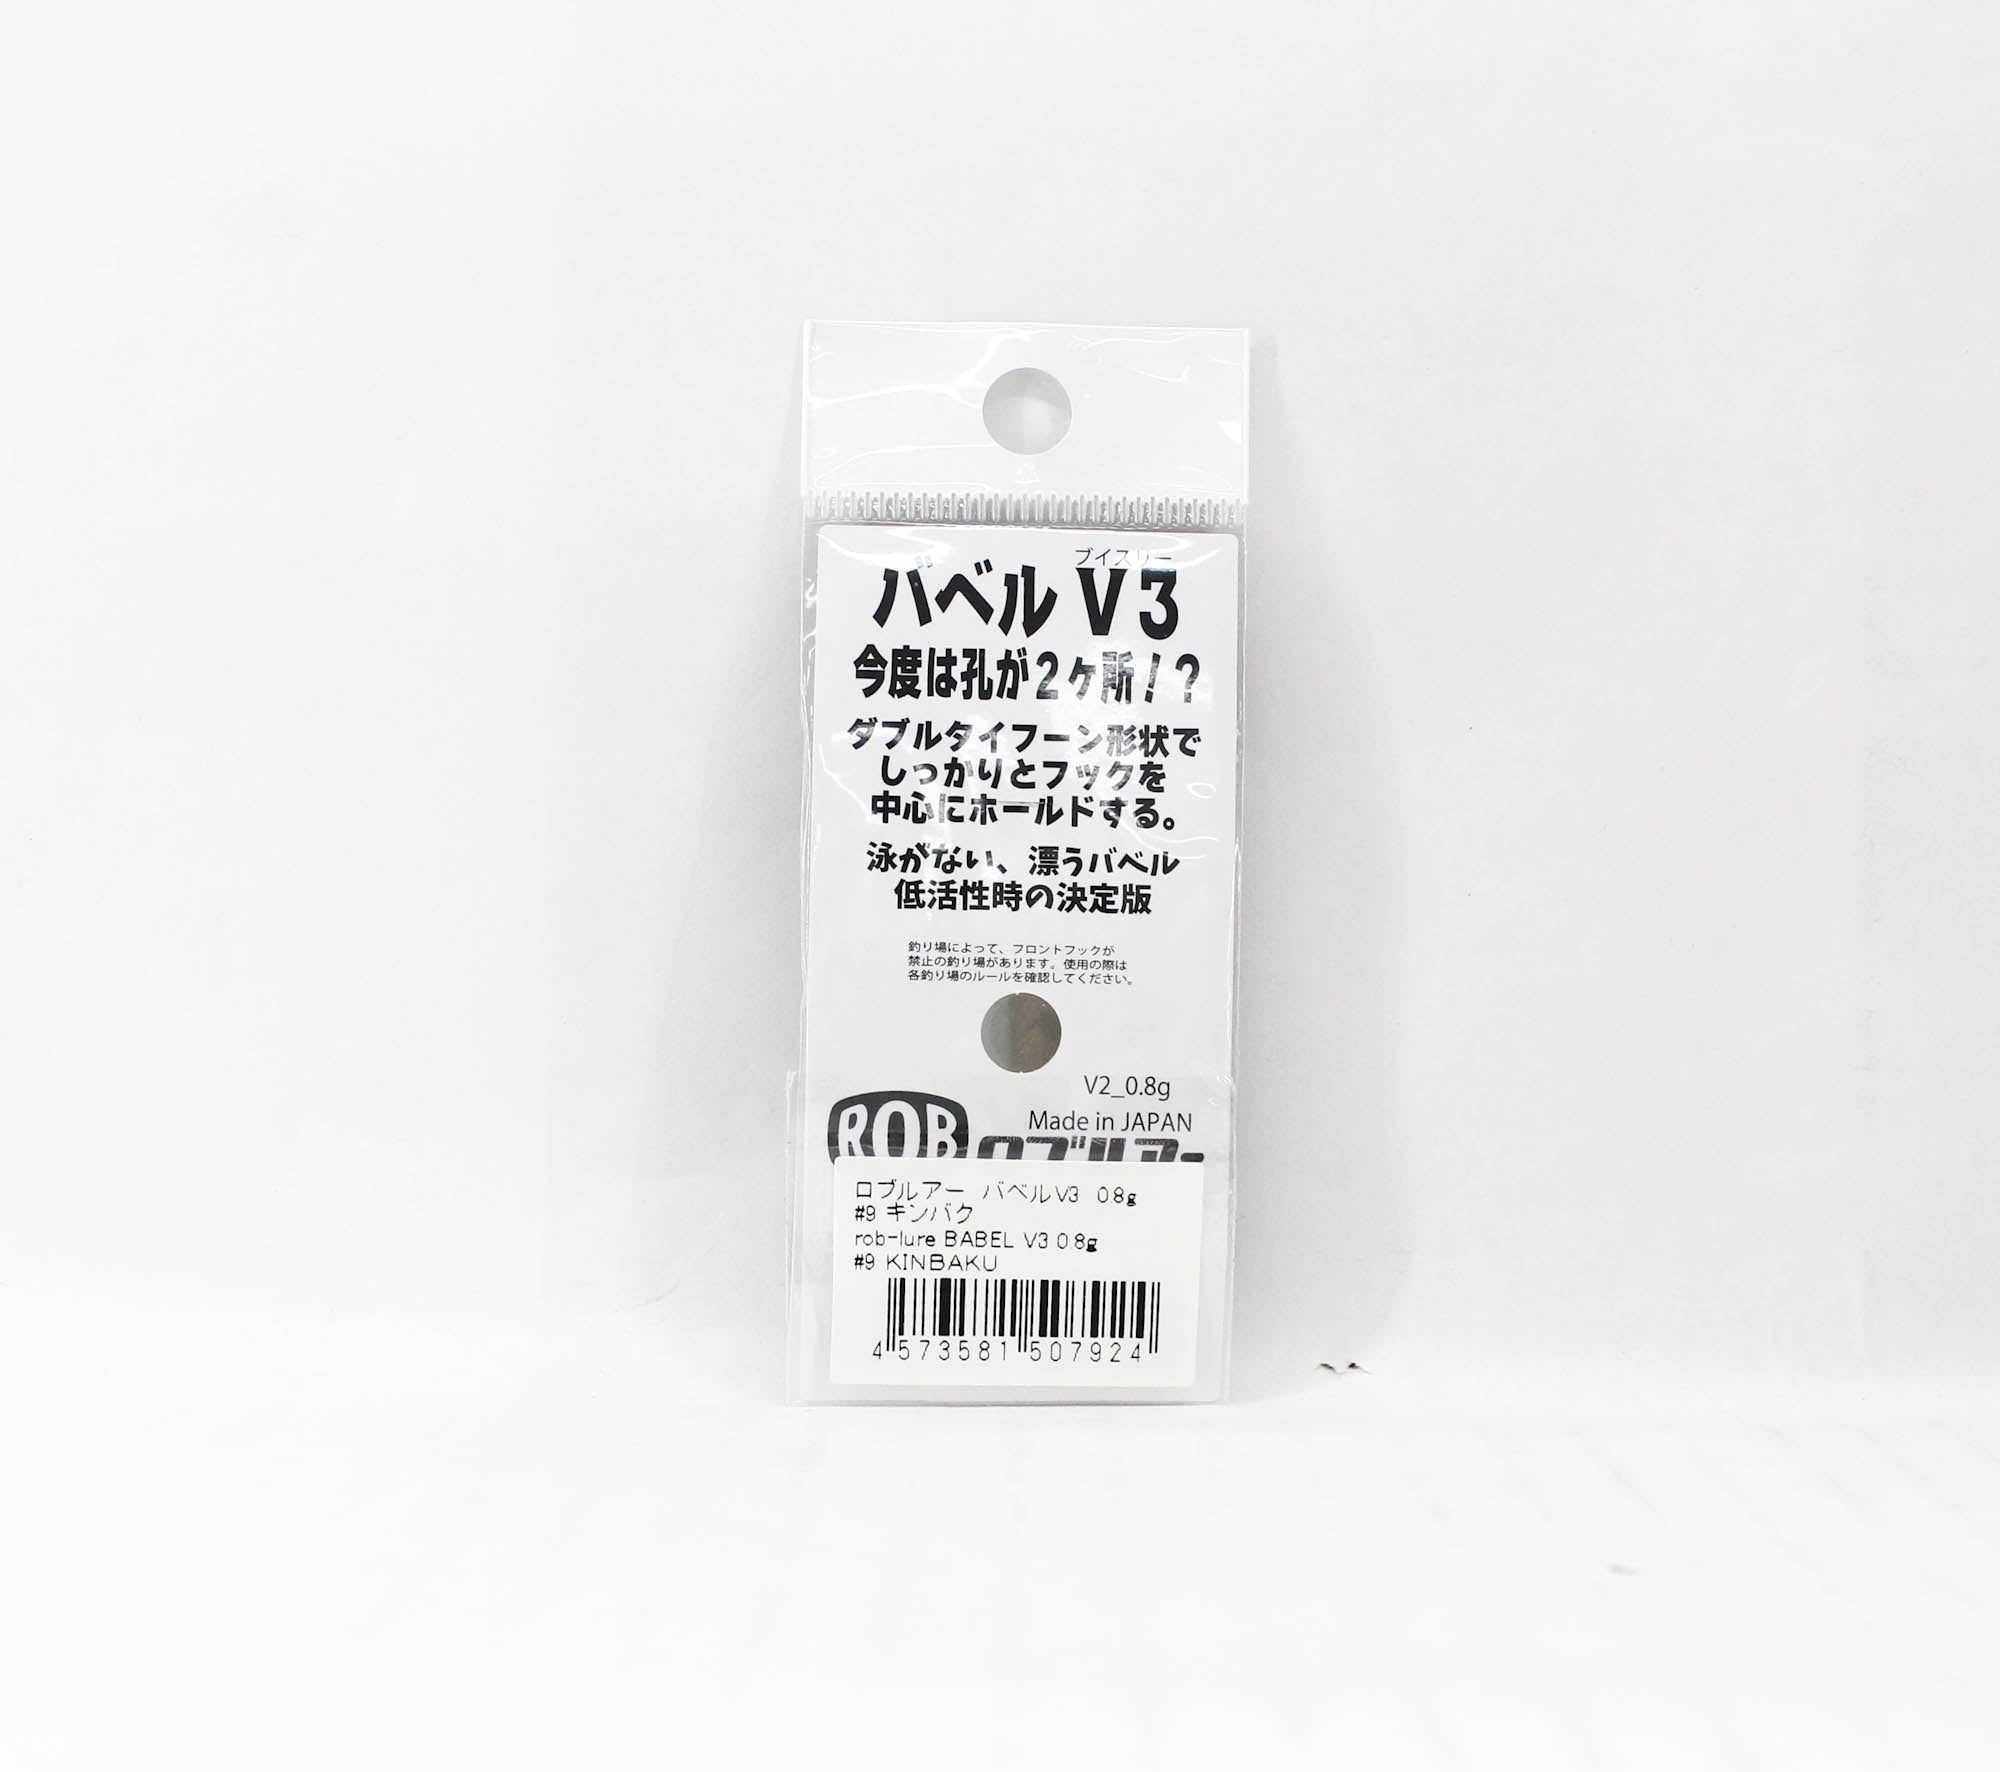 ブイスリー
バベル V3
今度は孔が2ヶ所!?
ダブルタイフーン形状で
しっかりとフックを
中心にホールドする。
泳がない、漂うバベル
低活性時の決定版
釣り場によって、フロントフックが
禁止の釣り場があります。使用の際は
各釣り場のルールを確認してください。
V2_0.8g
Made in JAPAN
ROB ロブルアー
ロブルアー バベルV3 0.8g
#9 キンバク
rob-lure BABEL V3 0.8g
#9 KINBAKU
4 573581 507924